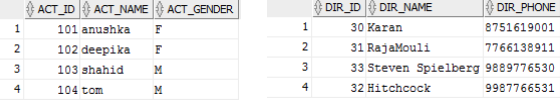 ACT_ID ACT_NAME ACT_GENDER
1 101 anushka F
2 102 deepika F
3 103 shahid M
4 104 tom M
DIR_ID DIR_NAME DIR_PHONE
1 30 Karan 8751619001
2 31 RajaMouli 7766138911
3 33 Steven Spielberg 9889776530
4 32 Hitchcock 9987766531